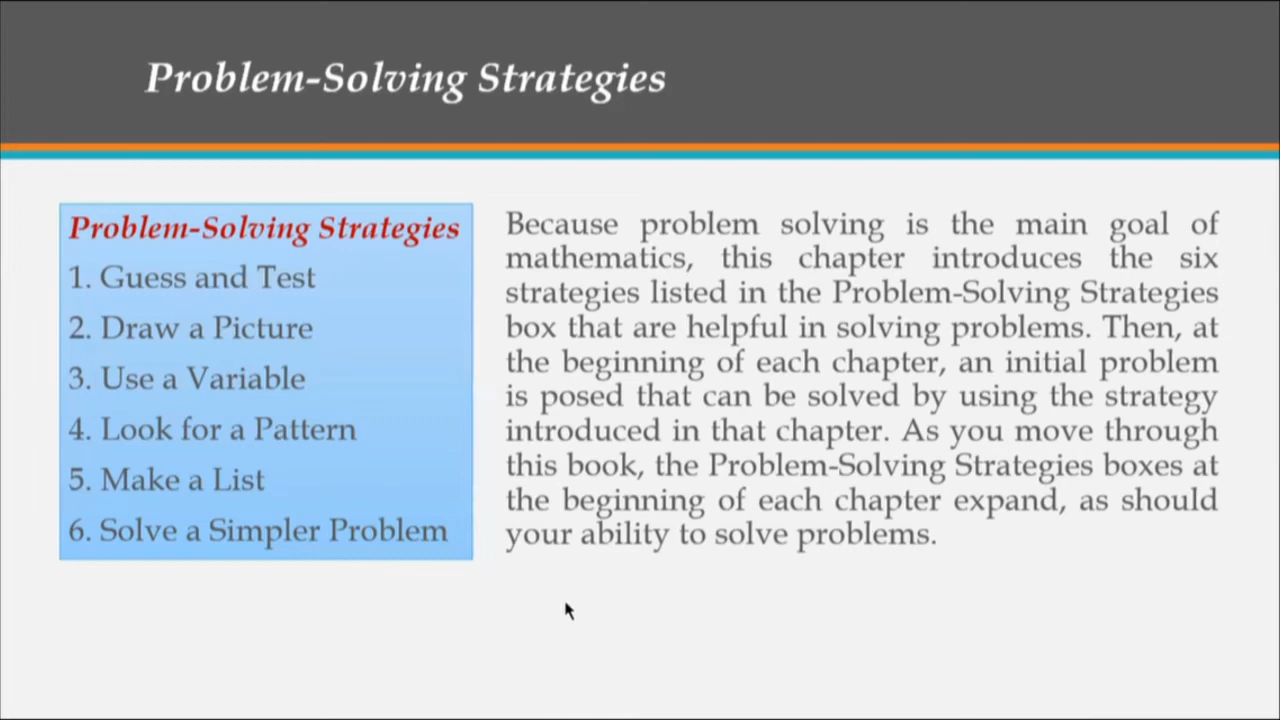 Problem-Solving Strategies
Problem-Solving Strategies
1. Guess and Test
2. Draw a Picture
3. Use a Variable
4. Look for a Pattern
5. Make a List
6. Solve a Simpler Problem
Because problem solving is the main goal of
mathematics, this chapter introduces the six
strategies listed in the Problem-Solving Strategies
box that are helpful in solving problems. Then, at
the beginning of each chapter, an initial problem
is posed that can be solved by using the strategy
introduced in that chapter. As you move through
this book, the Problem-Solving Strategies boxes at
the beginning of each chapter expand, as should
your ability to solve problems.